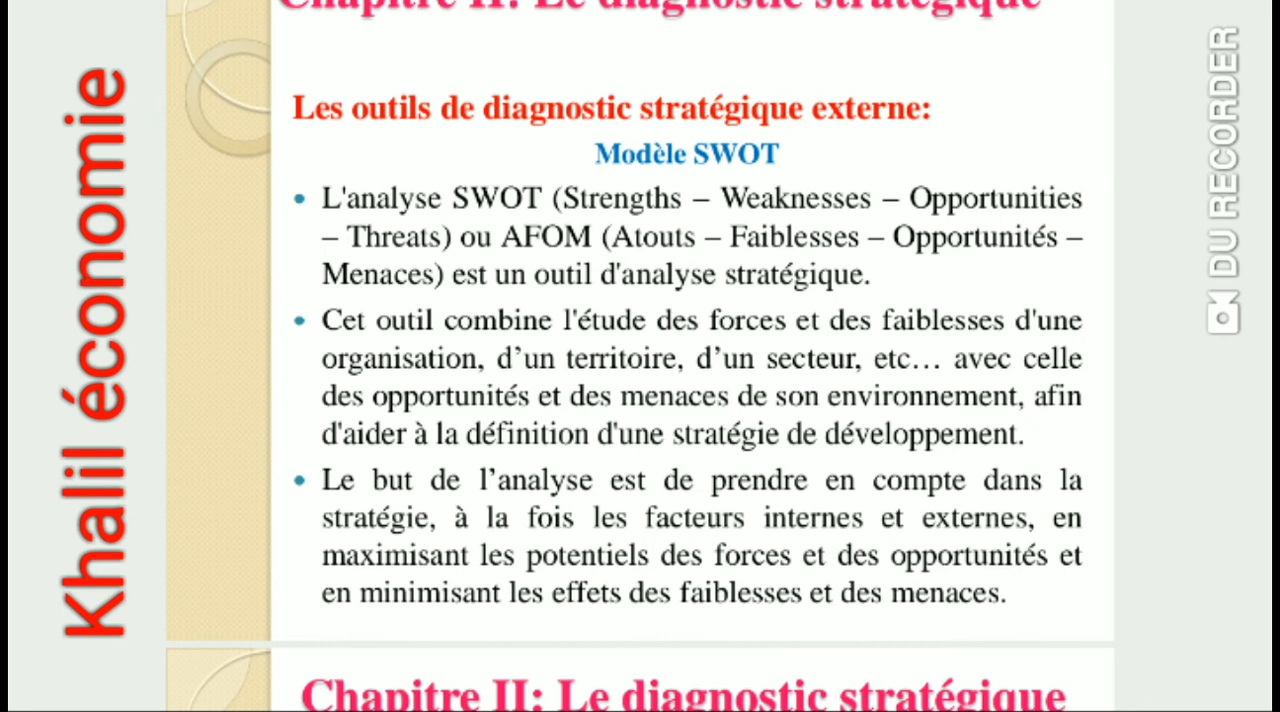 Chapitre II: Le diagnostic stratégique
Les outils de diagnostic stratégique externe:
Modèle SWOT
• L'analyse SWOT (Strengths – Weaknesses – Opportunities
– Threats) ou AFOM (Atouts – Faiblesses – Opportunités –
Menaces) est un outil d'analyse stratégique.
• Cet outil combine l'étude des forces et des faiblesses d'une
organisation, d’un territoire, d’un secteur, etc… avec celle
des opportunités et des menaces de son environnement, afin
d'aider à la définition d'une stratégie de développement.
• Le but de l’analyse est de prendre en compte dans la
stratégie, à la fois les facteurs internes et externes, en
maximisant les potentiels des forces et des opportunités et
en minimisant les effets des faiblesses et des menaces.
Chapitre II: Le diagnostic stratégique
Khalil économie
DU RECORDER